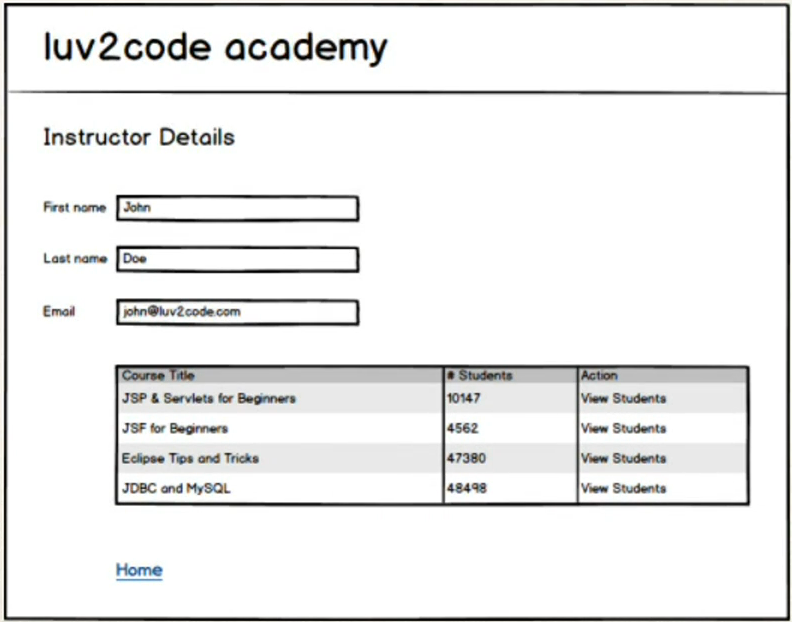 luv2code academy
Instructor Details
First name John
Last name Doe
Email john@luv2code.com
Course Title # Students Action
JSP & Servlets for Beginners 10147 View Students
JSF for Beginners 4562 View Students
Eclipse Tips and Tricks 47380 View Students
JDBC and MySQL 48498 View Students
Home